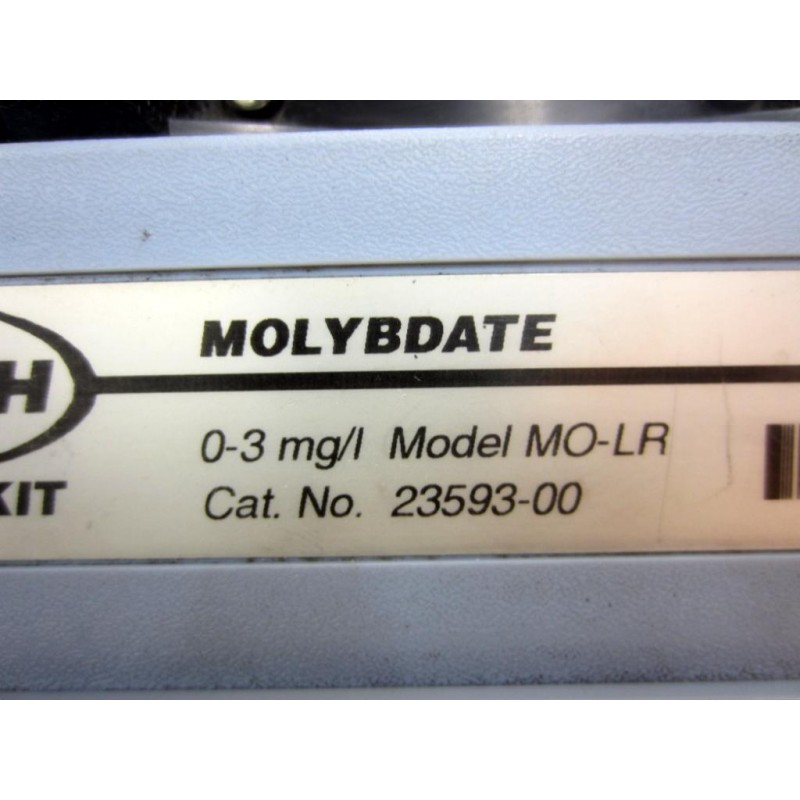 MOLYBDATE
H
0-3 mg/l Model MO-LR
KIT
Cat. No. 23593-00